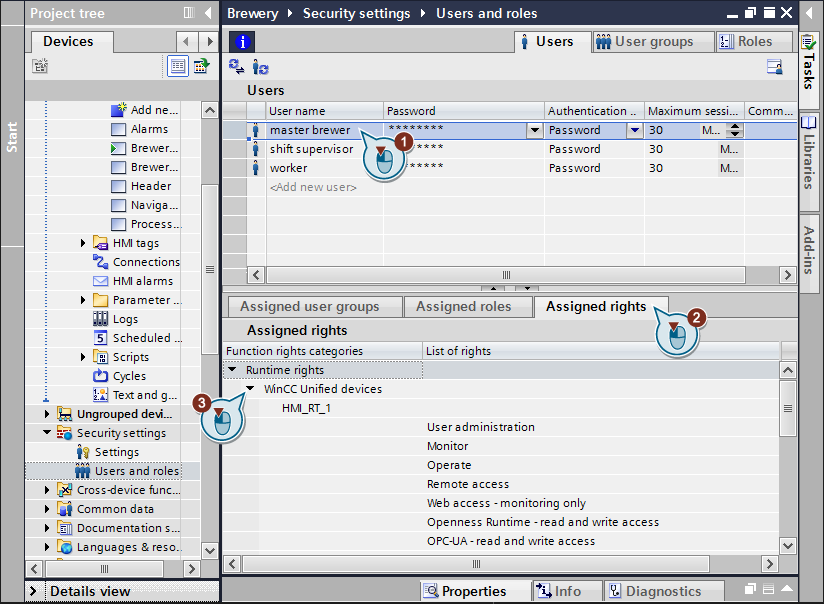 Project tree
Brewery Security settings Users and roles
Devices
Users User groups Roles
Start
Add ne...
Alarms
Brewer...
Brewer...
Header
Naviga...
Process...
HMI tags
Connections
HMI alarms
Parameter ...
Logs
Scheduled ...
Scripts
Cycles
Text and g...
Ungrouped devi...
Security settings
Settings
Users and roles
Cross-device func...
Common data
Documentation s...
Languages & reso...
Details view
Users
User name Password Authentication .. Maximum sessi... Comm...
master brewer ******** Password 30 M...
shift supervisor ***** Password 30 M...
worker ***** Password 30 M...
<Add new user>
1
Assigned user groups Assigned roles Assigned rights
2
Assigned rights
Function rights categories List of rights
Runtime rights
WinCC Unified devices
3
HMI_RT_1
User administration
Monitor
Operate
Remote access
Web access - monitoring only
Openness Runtime - read and write access
OPC-UA - read and write access
Properties Info Diagnostics
Tasks
Libraries
Add-ins